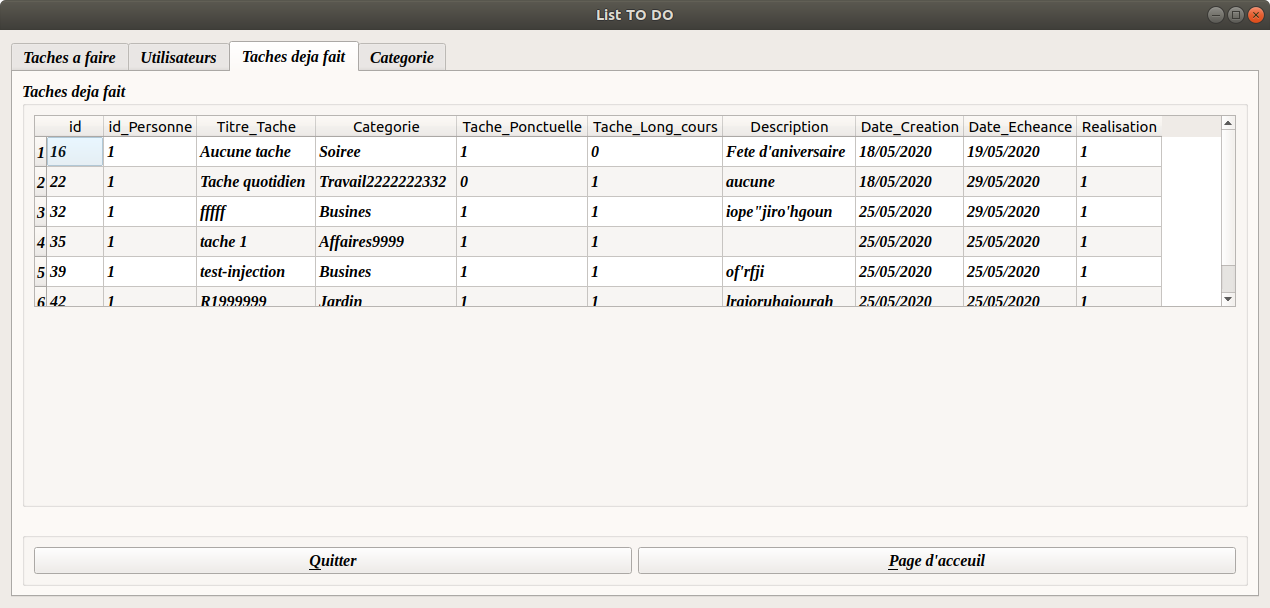 List TO DO
Taches a faire Utilisateurs Taches deja fait Categorie
Taches deja fait
id id_Personne Titre_Tache Categorie Tache_Ponctuelle Tache_Long_cours Description Date_Creation Date_Echeance Realisation
1 16 1 Aucune tache Soiree 1 0 Fete d'aniversaire 18/05/2020 19/05/2020 1
2 22 1 Tache quotidien Travail2222222332 0 1 aucune 18/05/2020 29/05/2020 1
3 32 1 fffff Busines 1 1 iope"jiro'hgoun 25/05/2020 29/05/2020 1
4 35 1 tache 1 Affaires9999 1 1 25/05/2020 25/05/2020 1
5 39 1 test-injection Busines 1 1 of'rfji 25/05/2020 25/05/2020 1
6 42 1 R1999999 Jardin 1 1 25/05/2020 25/05/2020 1
Quitter Page d'acceuil